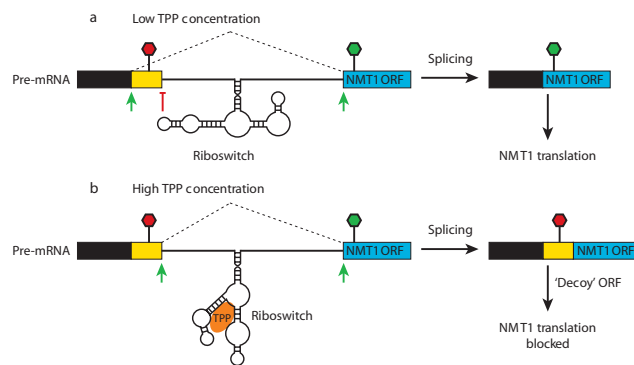 a
Low TPP concentration
Pre-mRNA
NMT1 ORF
Splicing
NMT1 ORF
Riboswitch
NMT1 translation
b
High TPP concentration
Pre-mRNA
NMT1 ORF
Splicing
NMT1 ORF
TPP
Riboswitch
'Decoy' ORF
NMT1 translation
blocked